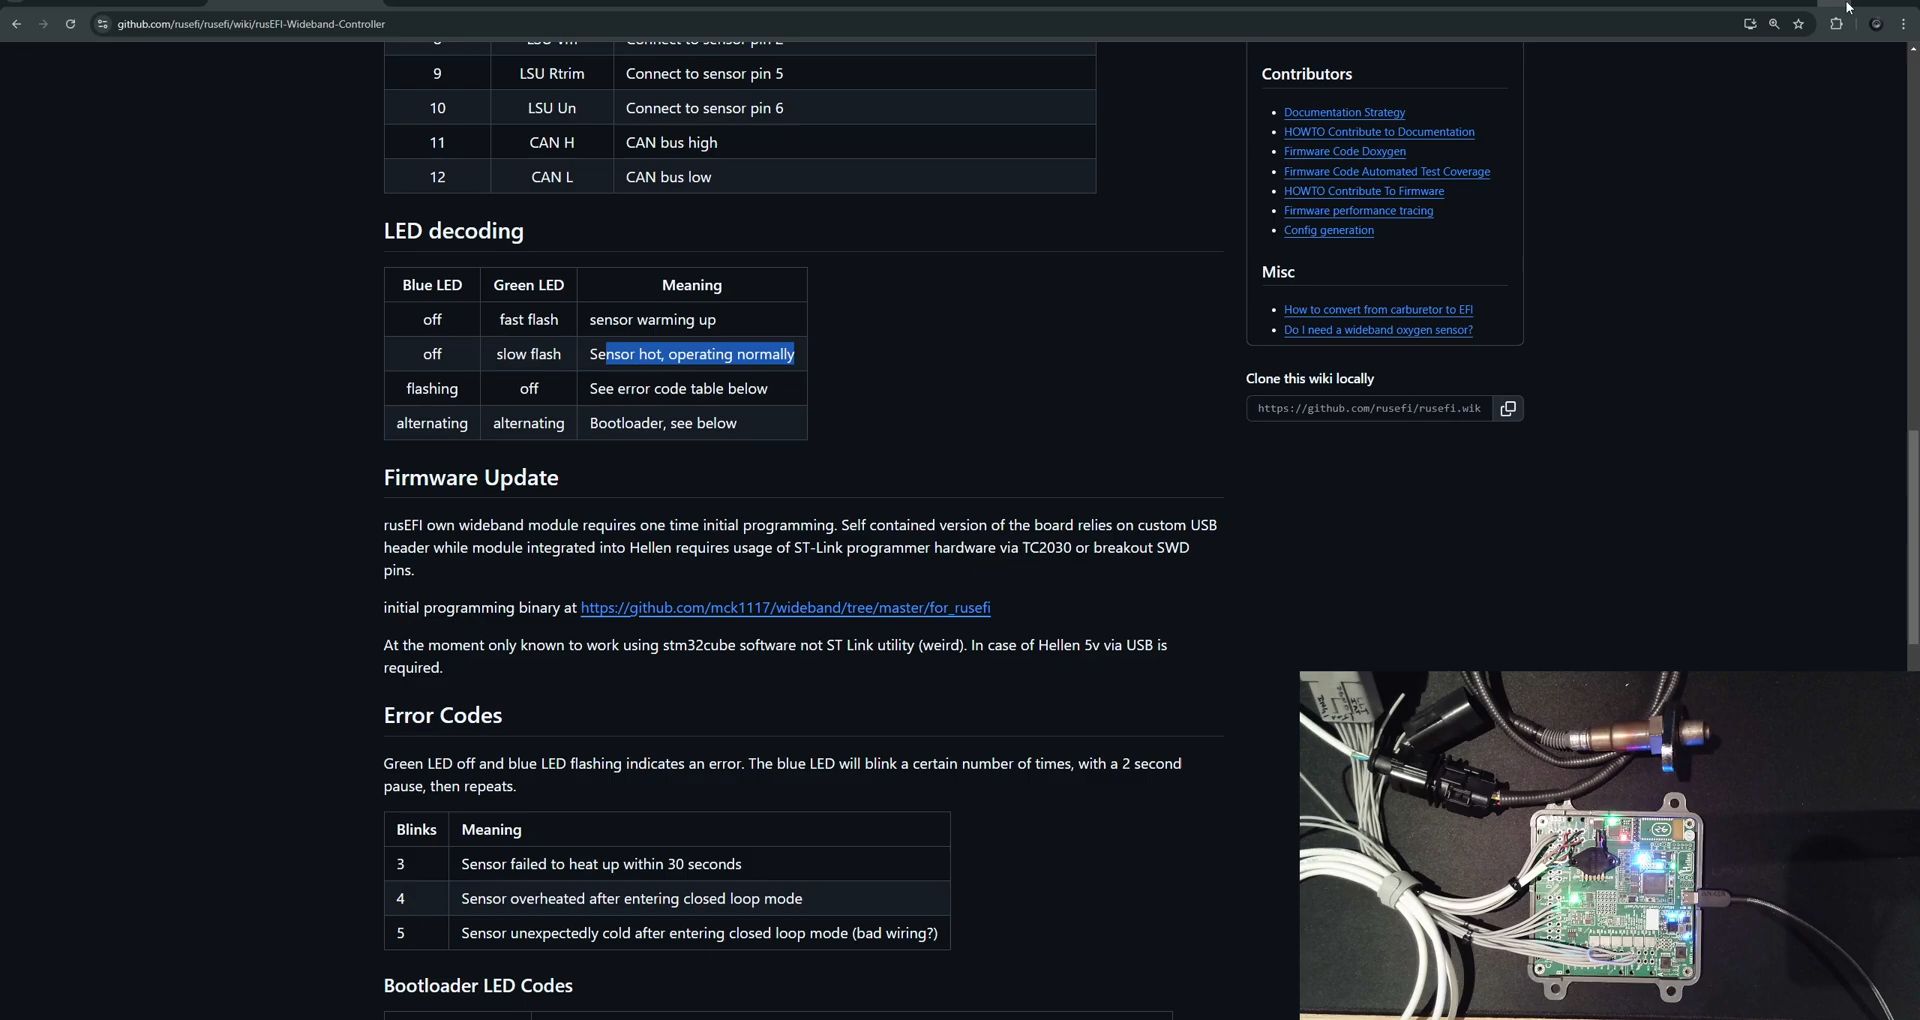 github.com/rusefi/rusefi/wiki/rusEFI-Wideband-Controller
9 LSU Rtrim Connect to sensor pin 5
10 LSU Un Connect to sensor pin 6
11 CAN H CAN bus high
12 CAN L CAN bus low
LED decoding
Blue LED Green LED Meaning
off fast flash sensor warming up
off slow flash Sensor hot, operating normally
flashing off See error code table below
alternating alternating Bootloader, see below
Firmware Update
rusEFI own wideband module requires one time initial programming. Self contained version of the board relies on custom USB
header while module integrated into Hellen requires usage of ST-Link programmer hardware via TC2030 or breakout SWD
pins.
initial programming binary at https://github.com/mck1117/wideband/tree/master/for_rusefi
At the moment only known to work using stm32cube software not ST Link utility (weird). In case of Hellen 5v via USB is
required.
Error Codes
Green LED off and blue LED flashing indicates an error. The blue LED will blink a certain number of times, with a 2 second
pause, then repeats.
Blinks Meaning
3 Sensor failed to heat up within 30 seconds
4 Sensor overheated after entering closed loop mode
5 Sensor unexpectedly cold after entering closed loop mode (bad wiring?)
Bootloader LED Codes
Contributors
Documentation Strategy
HOWTO Contribute to Documentation
Firmware Code Doxygen
Firmware Code Automated Test Coverage
HOWTO Contribute To Firmware
Firmware performance tracing
Config generation
Misc
How to convert from carburetor to EFI
Do I need a wideband oxygen sensor?
Clone this wiki locally
https://github.com/rusefi/rusefi.wik